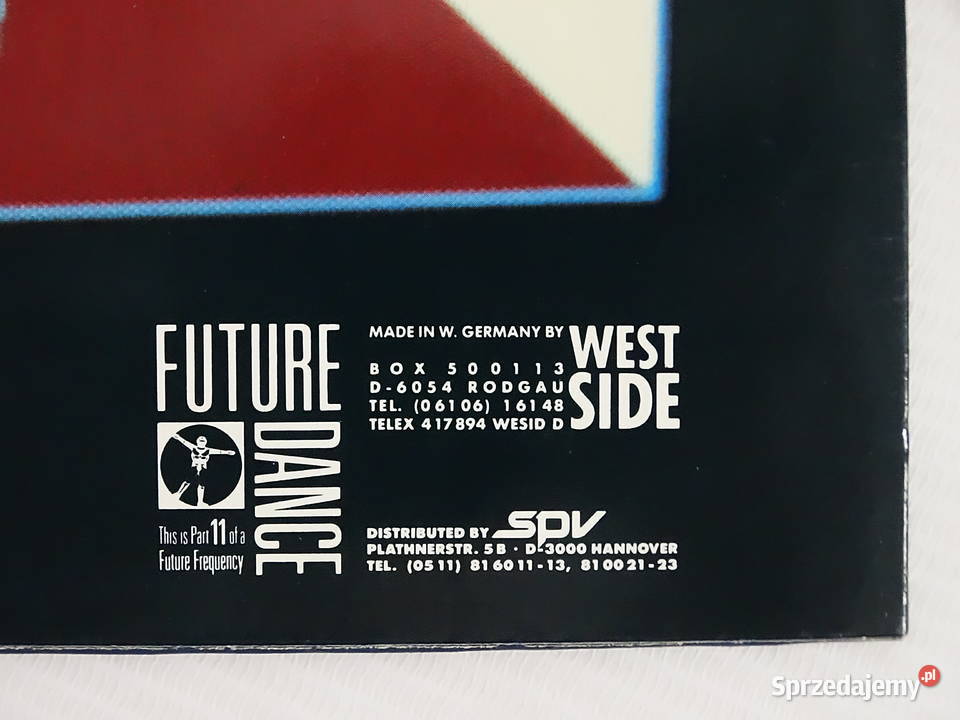 FUTURE
DANCE
This is Part 11 of a
Future Frequency
MADE IN W. GERMANY BY
WEST
SIDE
BOX 500113
D-6054 RODGAU
TEL. (06106) 16148
TELEX 417894 WESID D
DISTRIBUTED BY spv
PLATHNERSTR. 5B · D-3000 HANNOVER
TEL. (0511) 816011-13, 810021-23
Sprzedajemy.pl